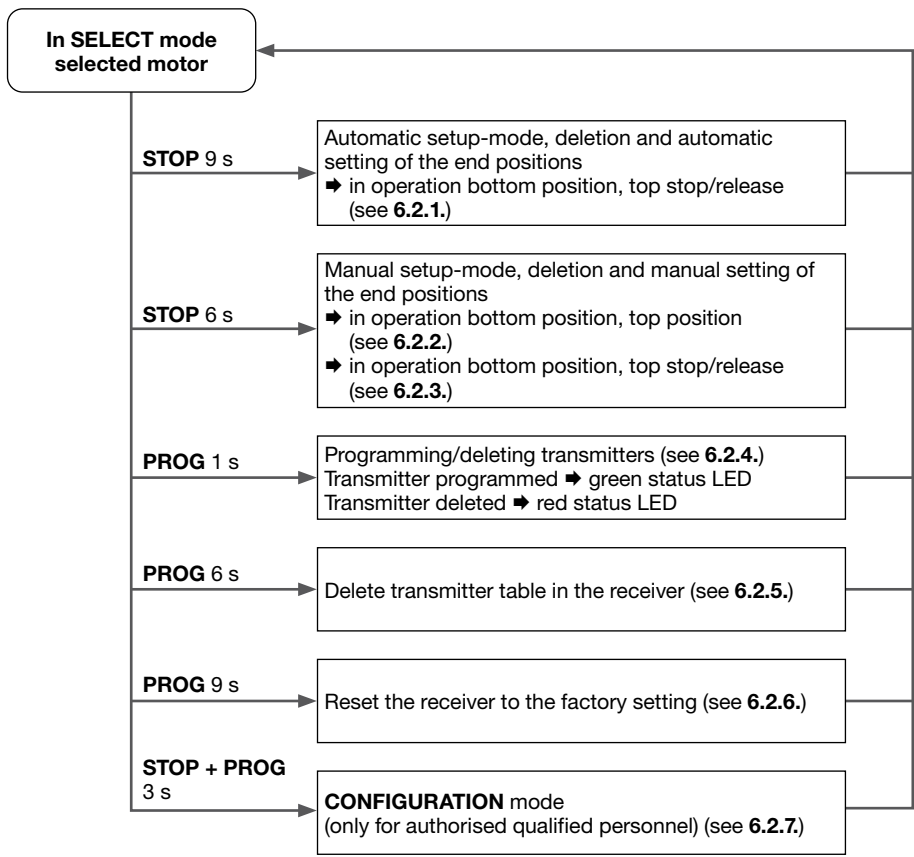 In SELECT mode
selected motor
STOP 9 s
Automatic setup-mode, deletion and automatic
setting of the end positions
➡ in operation bottom position, top stop/release
(see 6.2.1.)
STOP 6 s
Manual setup-mode, deletion and manual setting of
the end positions
➡ in operation bottom position, top position
(see 6.2.2.)
➡ in operation bottom position, top stop/release
(see 6.2.3.)
PROG 1 s
Programming/deleting transmitters (see 6.2.4.)
Transmitter programmed ➡ green status LED
Transmitter deleted ➡ red status LED
PROG 6 s
Delete transmitter table in the receiver (see 6.2.5.)
PROG 9 s
Reset the receiver to the factory setting (see 6.2.6.)
STOP + PROG
3 s
CONFIGURATION mode
(only for authorised qualified personnel) (see 6.2.7.)